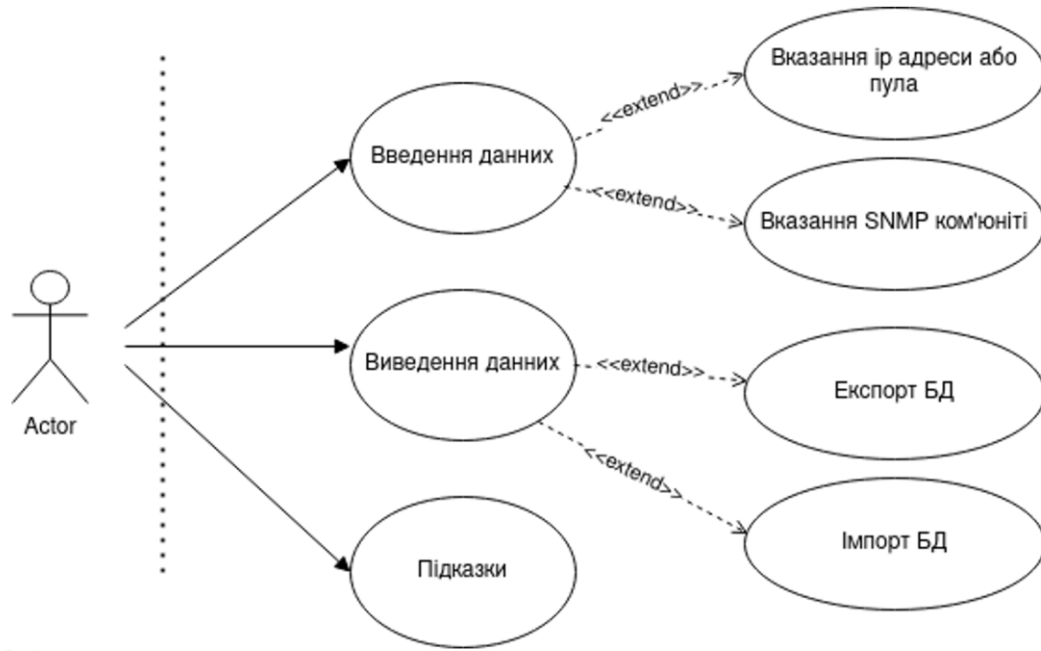 Вказання ір адреси або
пула
<<extend>>
Введення данних
<<extend>>
Вказання SNMP ком'юніті
Actor
Виведення данних
<<extend>>
Експорт БД
<<extend>>
Імпорт БД
Підказки